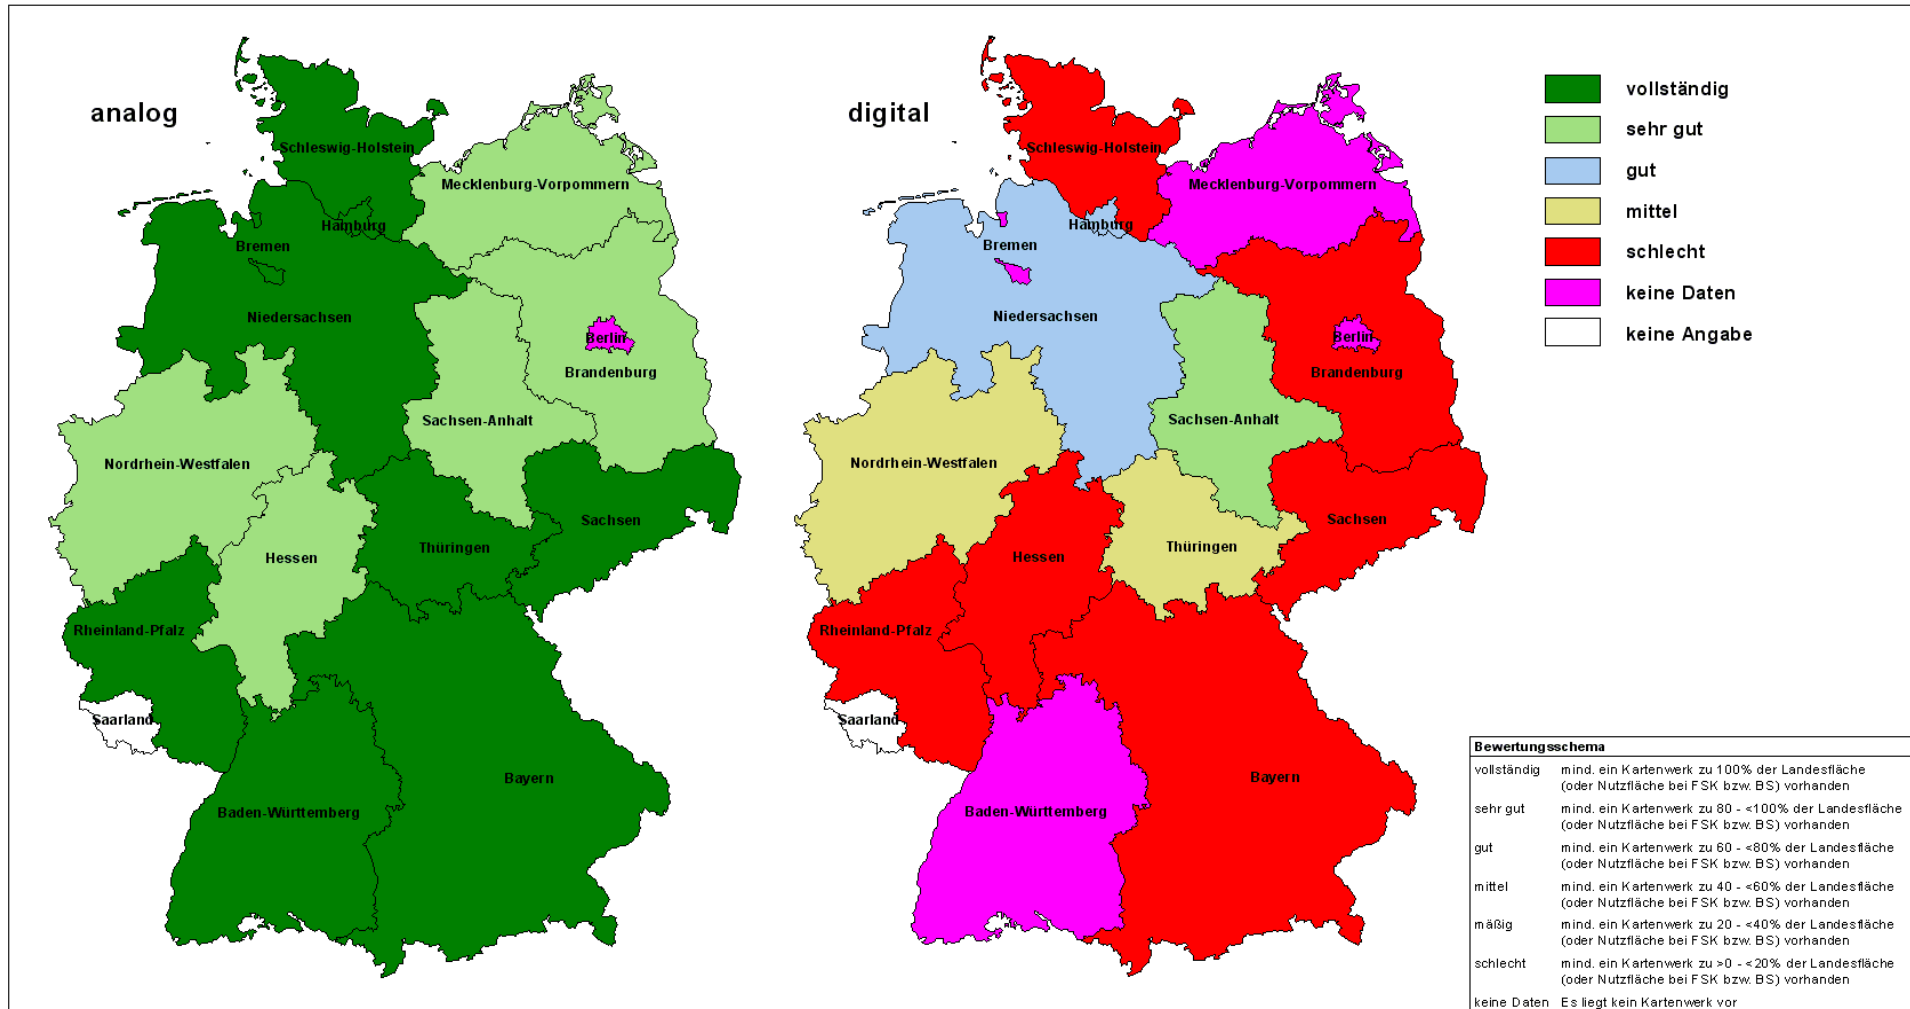 analog
Schleswig-Holstein
Mecklenburg-Vorpommern
Hamburg
Bremen
Niedersachsen
Berlin
Brandenburg
Sachsen-Anhalt
Nordrhein-Westfalen
Sachsen
Thüringen
Hessen
Rheinland-Pfalz
Saarland
Bayern
Baden-Württemberg
digital
Schleswig-Holstein
Mecklenburg-Vorpommern
Hamburg
Bremen
Niedersachsen
Berlin
Brandenburg
Sachsen-Anhalt
Nordrhein-Westfalen
Sachsen
Thüringen
Hessen
Rheinland-Pfalz
Saarland
Bayern
Baden-Württemberg
vollständig
sehr gut
gut
mittel
schlecht
keine Daten
keine Angabe
Bewertungsschema
vollständig mind. ein Kartenwerk zu 100% der Landesfläche
(oder Nutzfläche bei FSK bzw. BS) vorhanden
sehr gut mind. ein Kartenwerk zu 80 - <100% der Landesfläche
(oder Nutzfläche bei FSK bzw. BS) vorhanden
gut mind. ein Kartenwerk zu 60 - <80% der Landesfläche
(oder Nutzfläche bei FSK bzw. BS) vorhanden
mittel mind. ein Kartenwerk zu 40 - <60% der Landesfläche
(oder Nutzfläche bei FSK bzw. BS) vorhanden
mäßig mind. ein Kartenwerk zu 20 - <40% der Landesfläche
(oder Nutzfläche bei FSK bzw. BS) vorhanden
schlecht mind. ein Kartenwerk zu >0 - <20% der Landesfläche
(oder Nutzfläche bei FSK bzw. BS) vorhanden
keine Daten Es liegt kein Kartenwerk vor